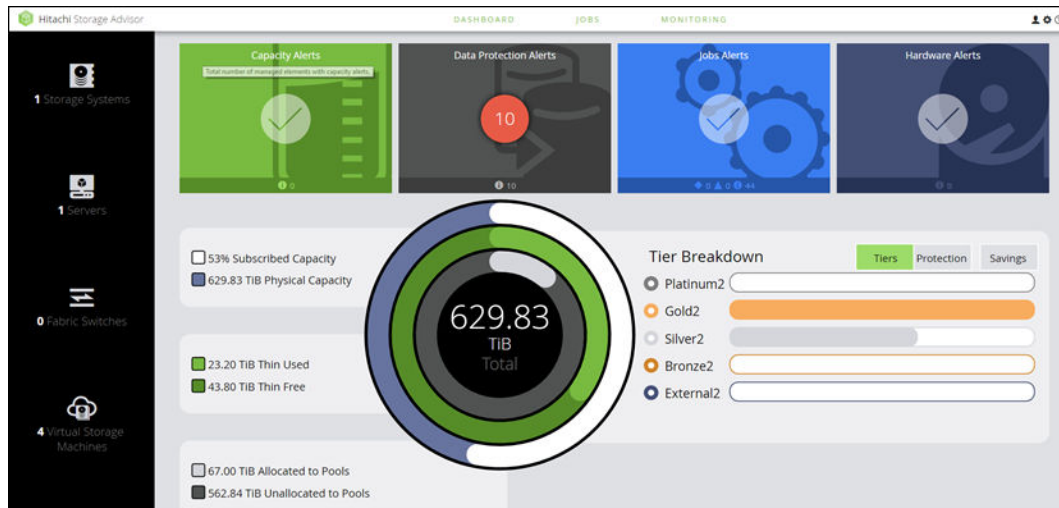 Hitachi Storage Advisor
DASHBOARD JOBS MONITORING
1 Storage Systems
1 Servers
0 Fabric Switches
4 Virtual Storage
Machines
Capacity Alerts
Total number of managed elements with capacity alerts.
0
Data Protection Alerts
10
10
Jobs Alerts
0 0 44
Hardware Alerts
0
53% Subscribed Capacity
629.83 TiB Physical Capacity
23.20 TiB Thin Used
43.80 TiB Thin Free
67.00 TiB Allocated to Pools
562.84 TiB Unallocated to Pools
629.83
TiB
Total
Tier Breakdown
Tiers Protection Savings
Platinum2
Gold2
Silver2
Bronze2
External2